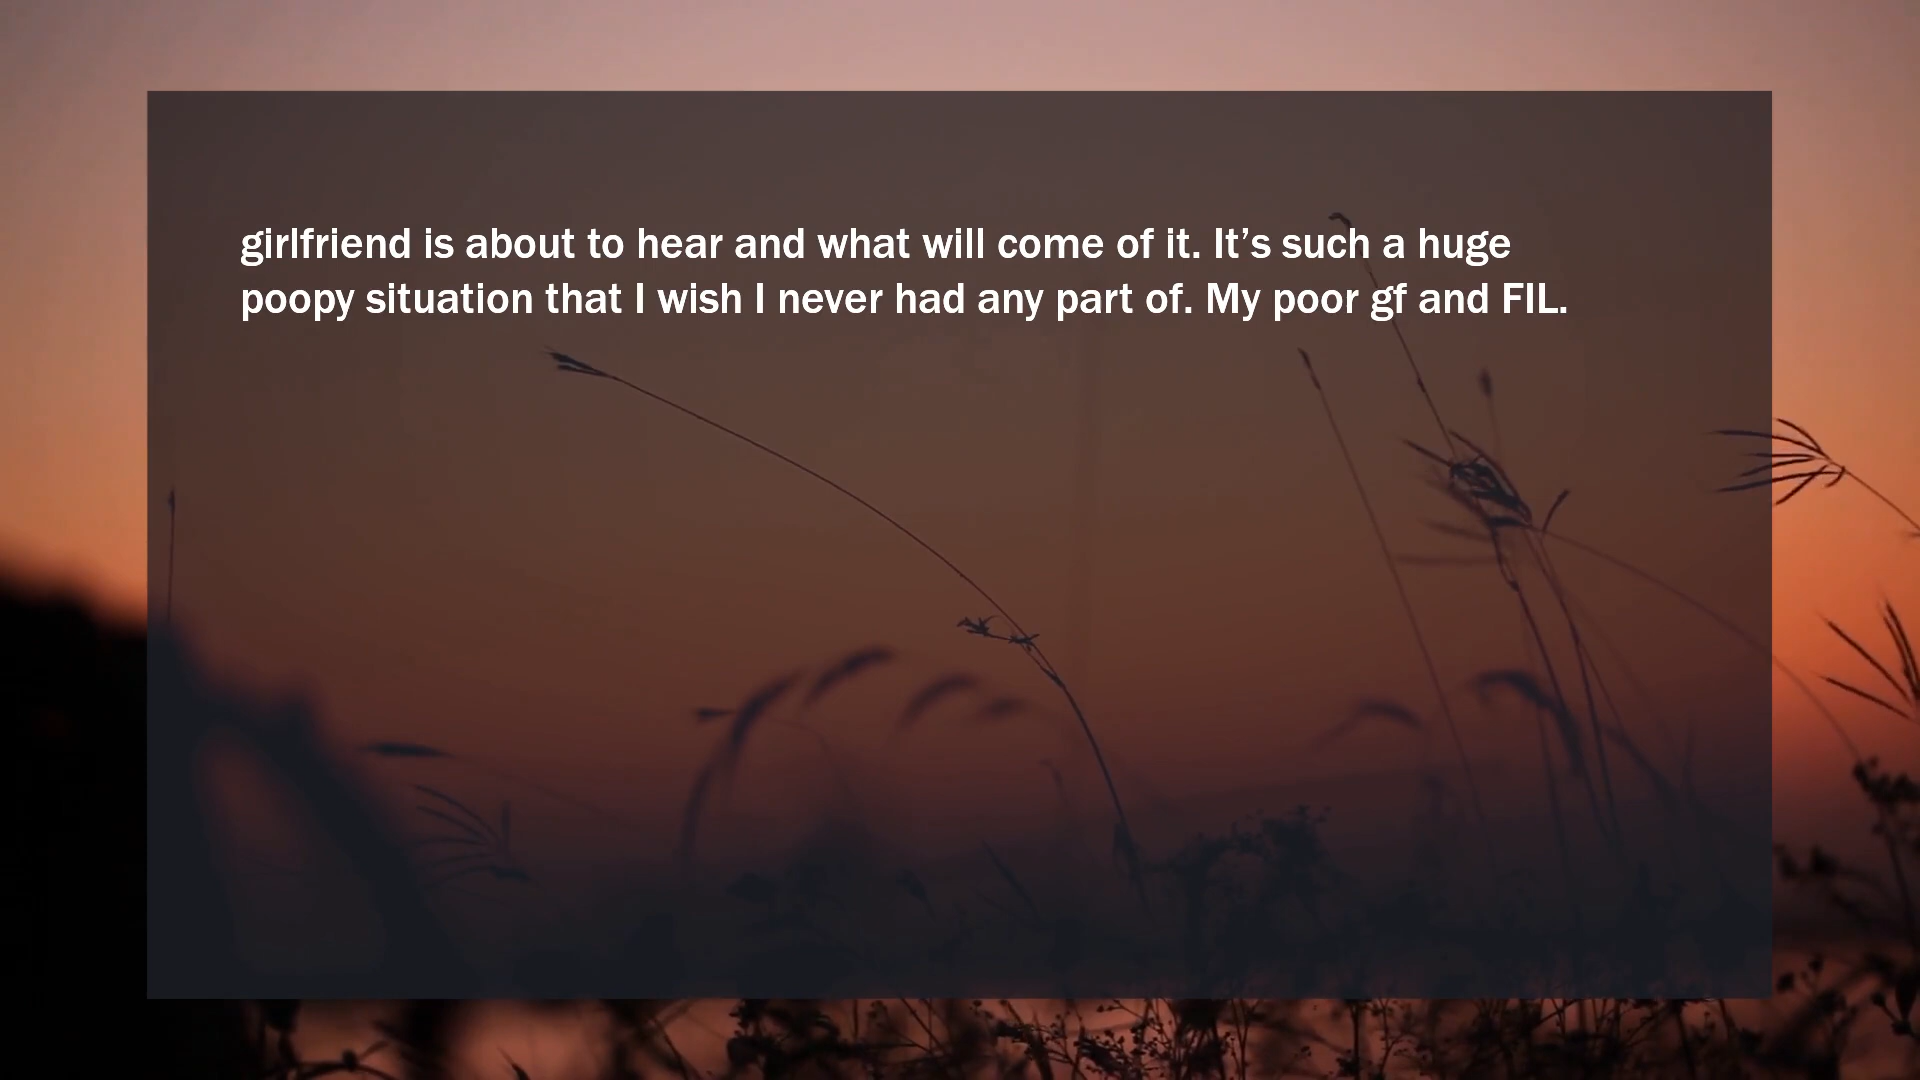 girlfriend is about to hear and what will come of it. It’s such a huge
poopy situation that I wish I never had any part of. My poor gf and FIL.